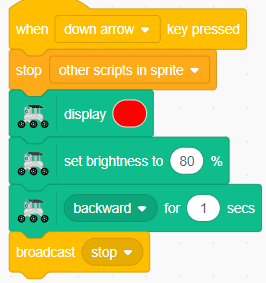 when down arrow key pressed
stop other scripts in sprite
display
set brightness to 80 %
backward for 1 secs
broadcast stop